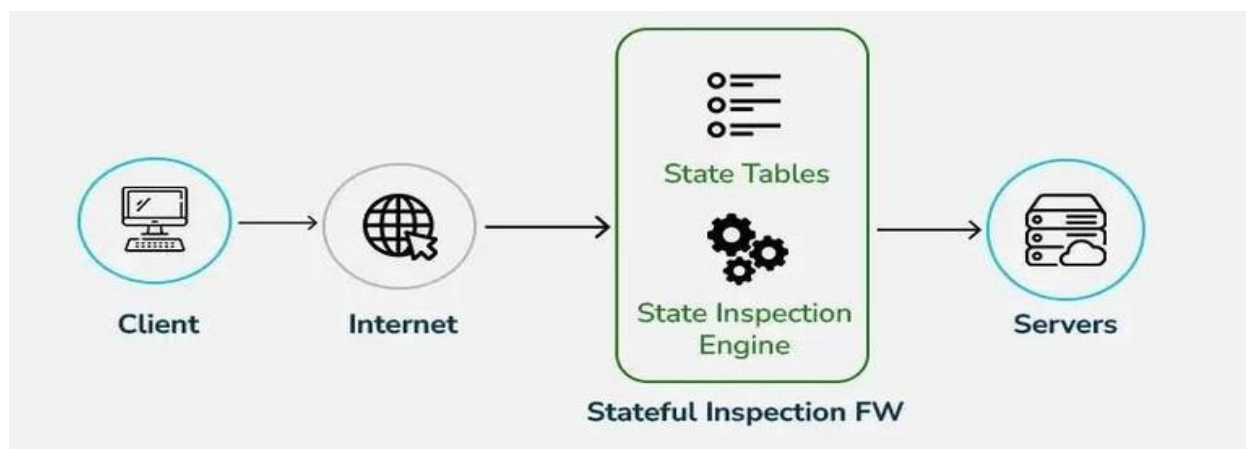 State Tables
State Inspection
Engine
Client
Internet
Servers
Stateful Inspection FW